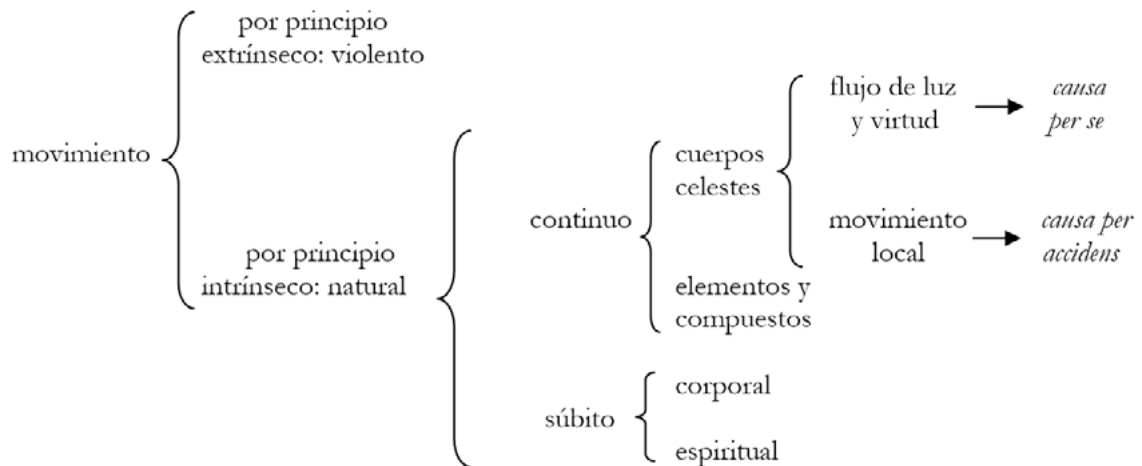 por principio
extrínseco: violento
movimiento
por principio
intrínseco: natural
continuo
cuerpos
celestes
flujo de luz
y virtud
causa
per se
movimiento
local
causa per
accidens
elementos y
compuestos
súbito
corporal
espiritual